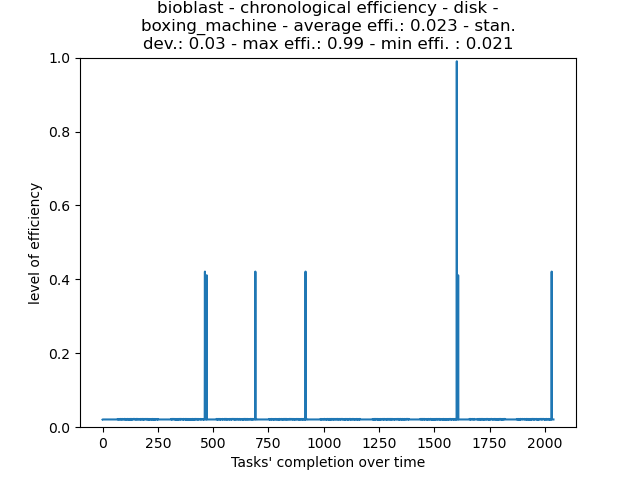 bioblast - chronological efficiency - disk -
boxing_machine - average effi.: 0.023 - stan.
dev.: 0.03 - max effi.: 0.99 - min effi. : 0.021
level of efficiency
1.0
0.8
0.6
0.4
0.2
0.0
0 250 500 750 1000 1250 1500 1750 2000
Tasks' completion over time